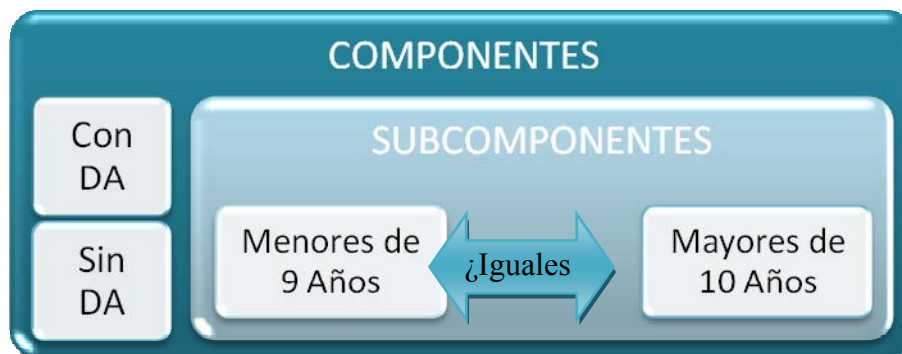 COMPONENTES
Con
DA
Sin
DA
SUBCOMPONENTES
Menores de
9 Años
¿Iguales
Mayores de
10 Años